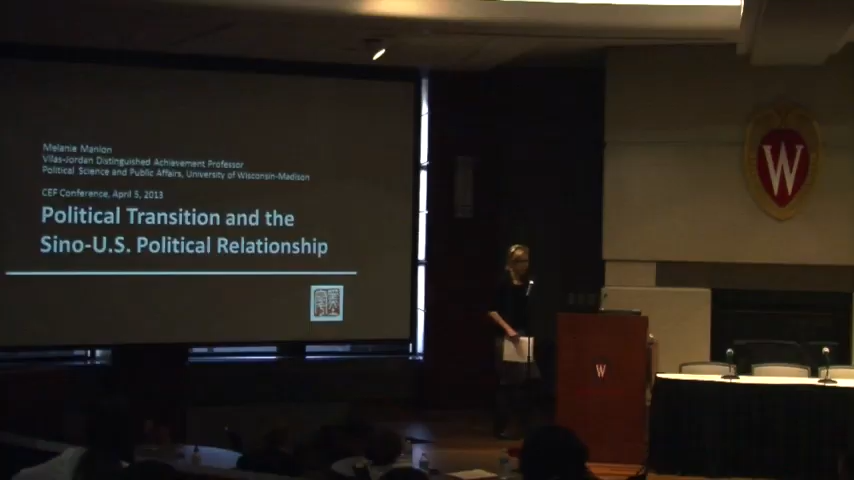 Melanie Manion
Vilas-Jordan Distinguished Achievement Professor
Political Science and Public Affairs, University of Wisconsin-Madison
CEF Conference, April 5, 2013
Political Transition and the
Sino-U.S. Political Relationship
W
W